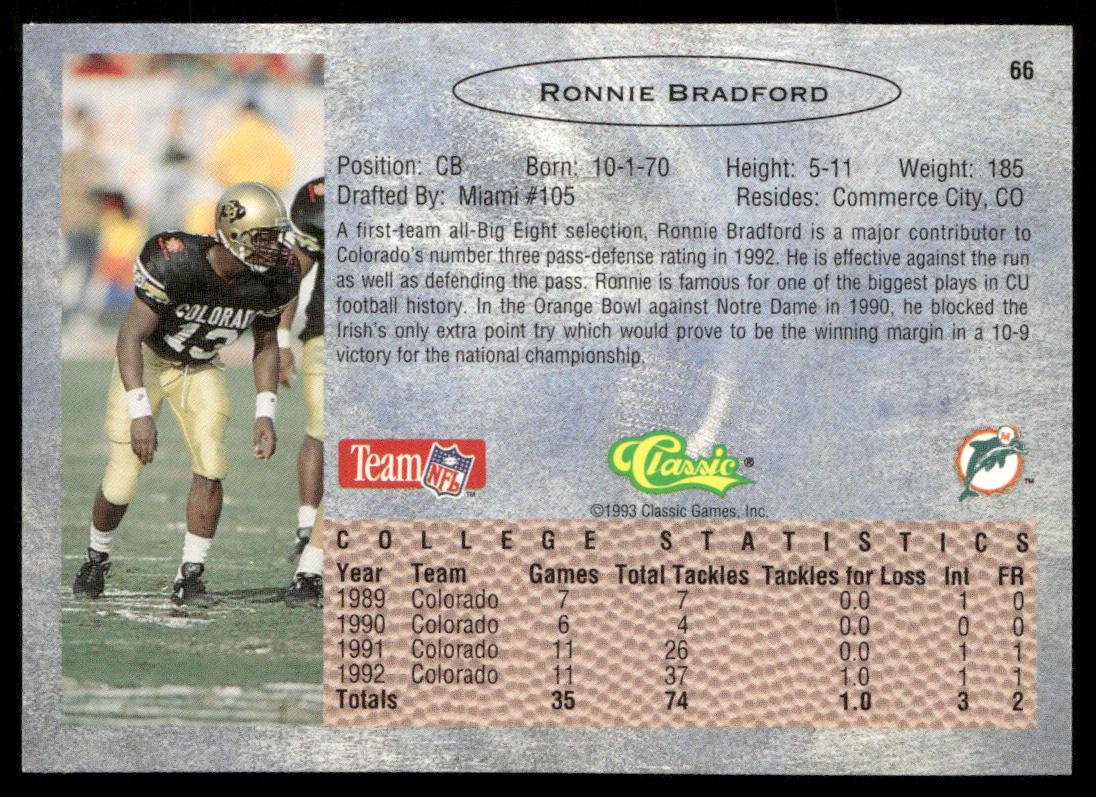 66
RONNIE BRADFORD
Position: CB Born: 10-1-70 Height: 5-11 Weight: 185
Drafted By: Miami #105 Resides: Commerce City, CO
A first-team all-Big Eight selection, Ronnie Bradford is a major contributor to
Colorado's number three pass-defense rating in 1992. He is effective against the run
as well as defending the pass. Ronnie is famous for one of the biggest plays in CU
football history. In the Orange Bowl against Notre Dame in 1990, he blocked the
Irish's only extra point try which would prove to be the winning margin in a 10-9
victory for the national championship.
COLORADO
13
Team NFL ™
Classic ®
M ™
©1993 Classic Games, Inc.
COLLEGE STATISTICS
Year Team Games Total Tackles Tackles for Loss Int FR
1989 Colorado 7 7 0.0 1 0
1990 Colorado 6 4 0.0 0 0
1991 Colorado 11 26 0.0 1 1
1992 Colorado 11 37 1.0 1 1
Totals 35 74 1.0 3 2